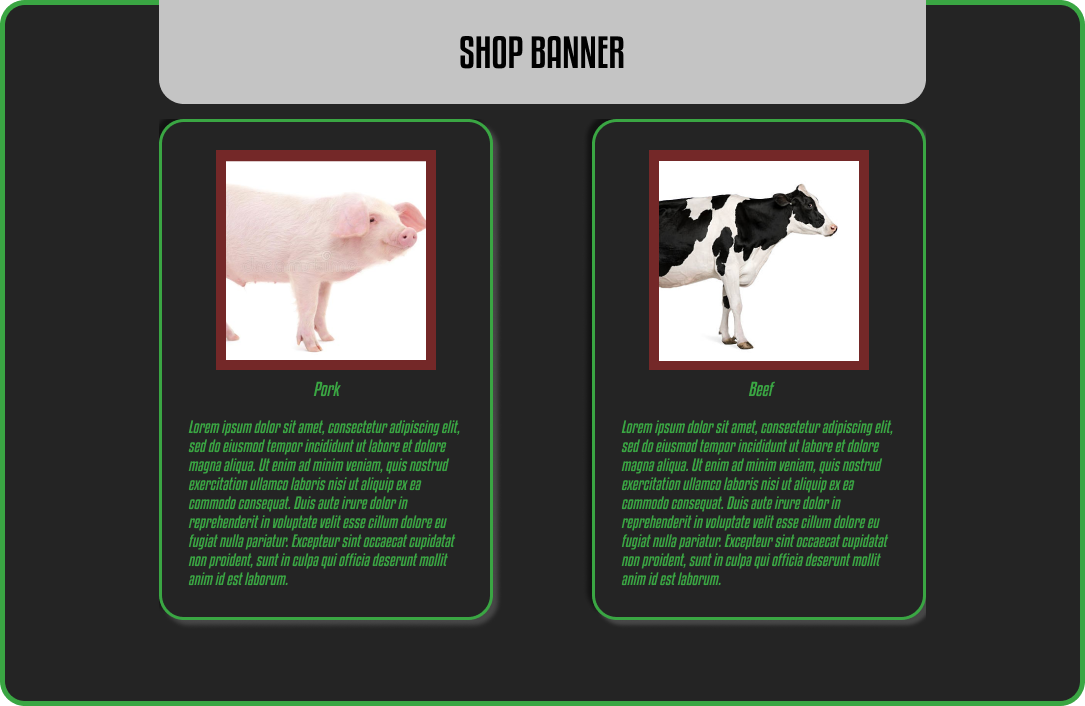 SHOP BANNER
Pork
Lorem ipsum dolor sit amet, consectetur adipiscing elit,
sed do eiusmod tempor incididunt ut labore et dolore
magna aliqua. Ut enim ad minim veniam, quis nostrud
exercitation ullamco laboris nisi ut aliquip ex ea
commodo consequat. Duis aute irure dolor in
reprehenderit in voluptate velit esse cillum dolore eu
fugiat nulla pariatur. Excepteur sint occaecat cupidatat
non proident, sunt in culpa qui officia deserunt mollit
anim id est laborum.
Beef
Lorem ipsum dolor sit amet, consectetur adipiscing elit,
sed do eiusmod tempor incididunt ut labore et dolore
magna aliqua. Ut enim ad minim veniam, quis nostrud
exercitation ullamco laboris nisi ut aliquip ex ea
commodo consequat. Duis aute irure dolor in
reprehenderit in voluptate velit esse cillum dolore eu
fugiat nulla pariatur. Excepteur sint occaecat cupidatat
non proident, sunt in culpa qui officia deserunt mollit
anim id est laborum.